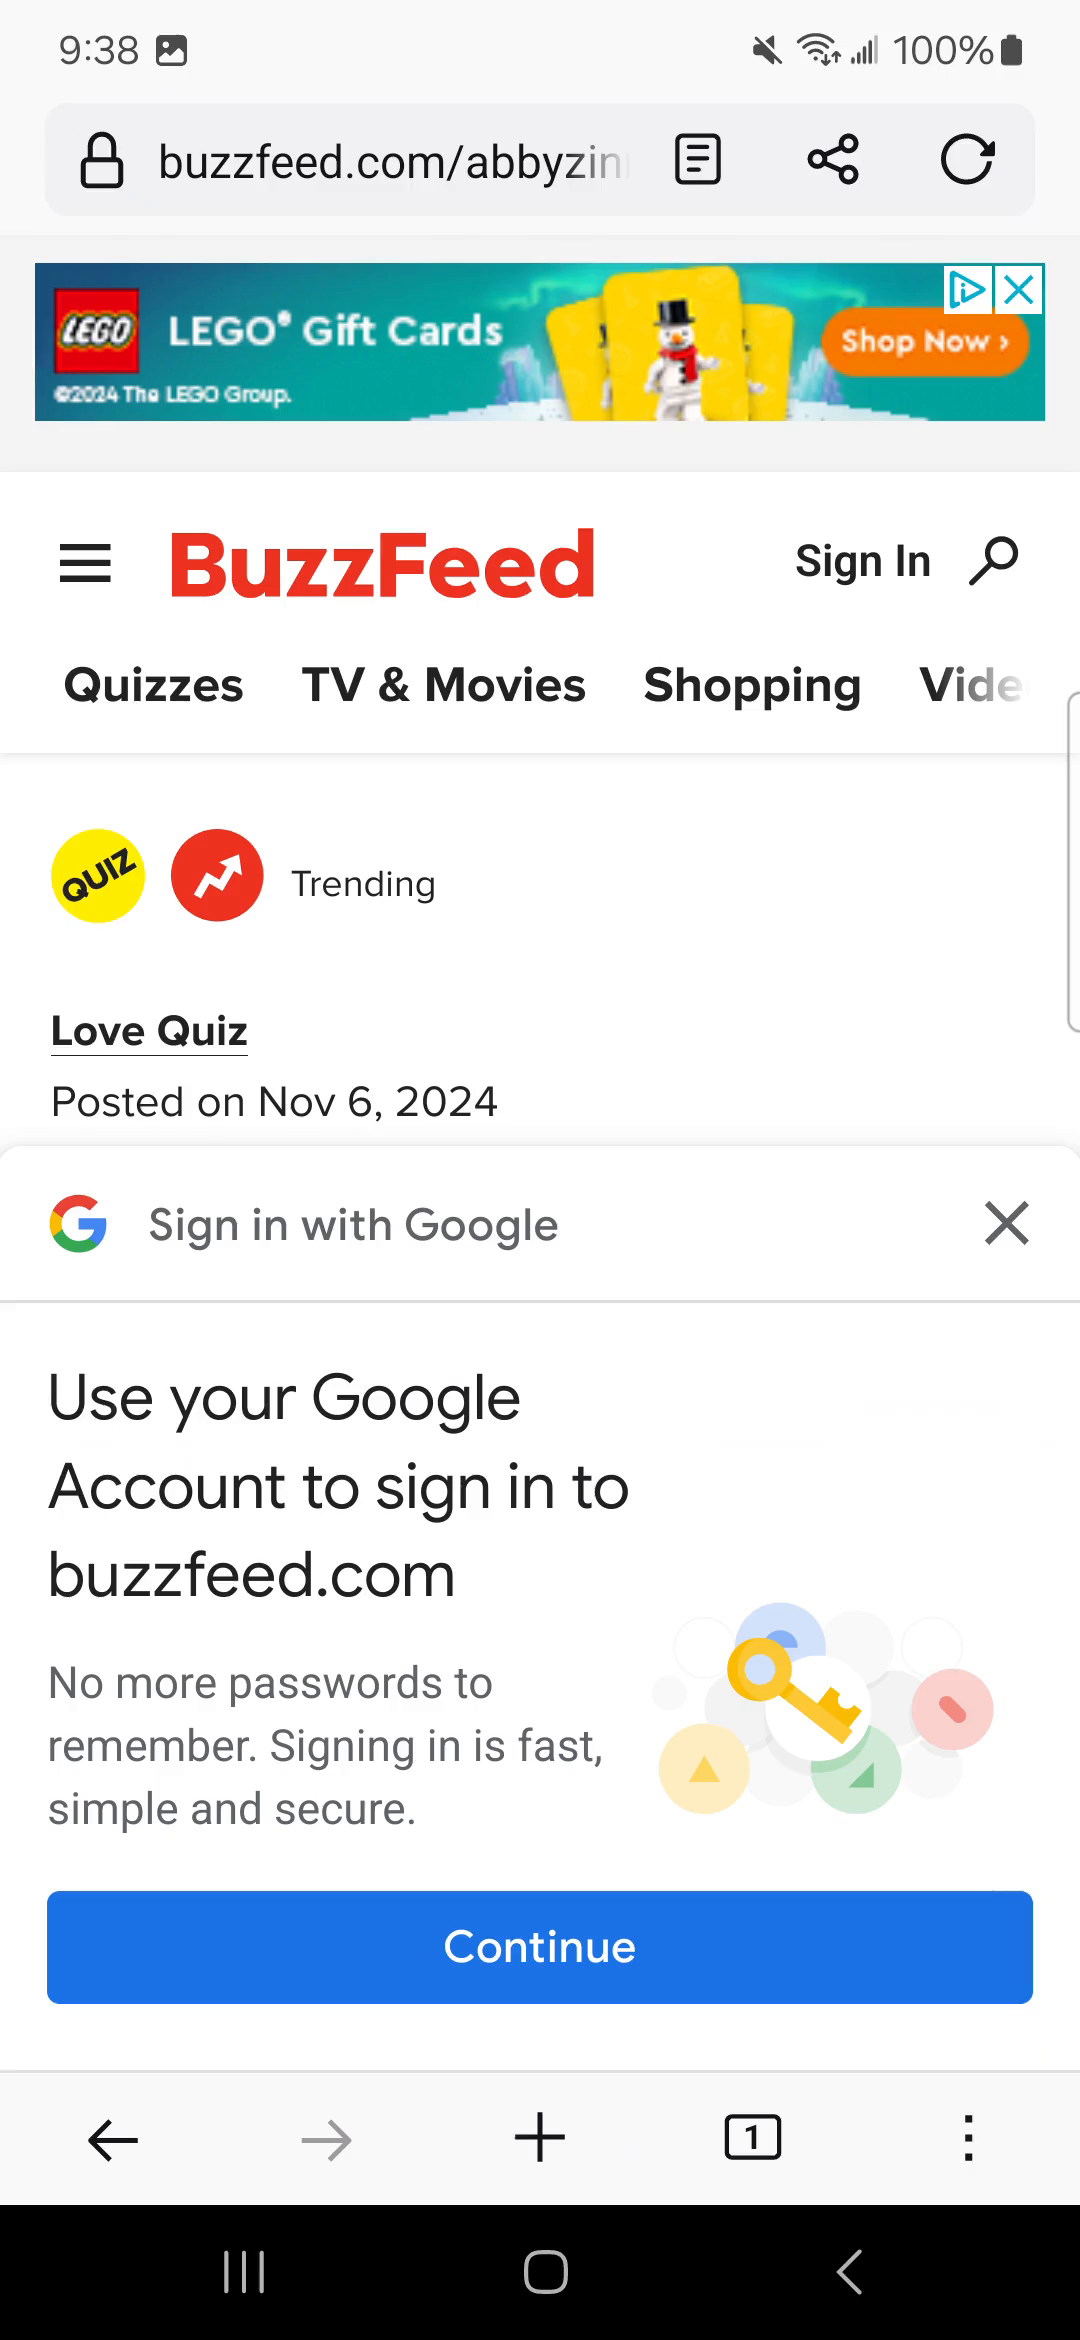 9:38 100%
buzzfeed.com/abbyzin
LEGO LEGO® Gift Cards Shop Now ›
©2024 The LEGO Group.
BuzzFeed Sign In
Quizzes TV & Movies Shopping Vide
QUIZ Trending
Love Quiz
Posted on Nov 6, 2024
Sign in with Google
Use your Google
Account to sign in to
buzzfeed.com
No more passwords to
remember. Signing in is fast,
simple and secure.
Continue
1